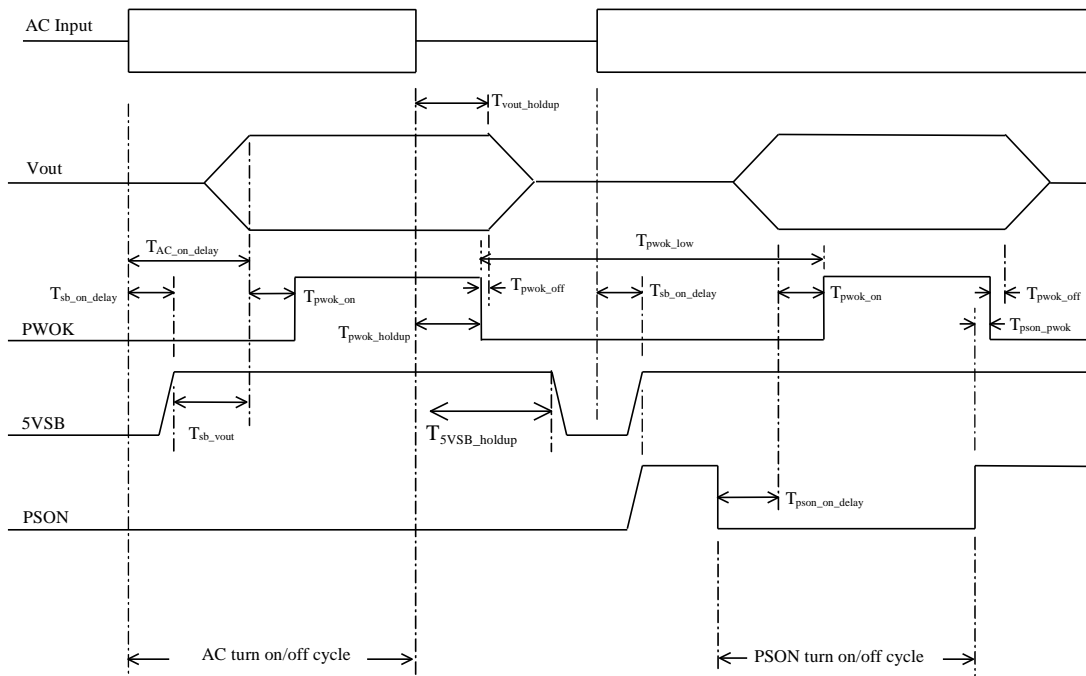 AC Input
T_vout_holdup
Vout
T_AC_on_delay
T_pwok_low
T_sb_on_delay
T_pwok_on
T_pwok_off
T_sb_on_delay
T_pwok_on
T_pwok_off
PWOK
T_pwok_holdup
T_pson_pwok
5VSB
T_sb_vout
T_5VSB_holdup
PSON
T_pson_on_delay
AC turn on/off cycle
PSON turn on/off cycle